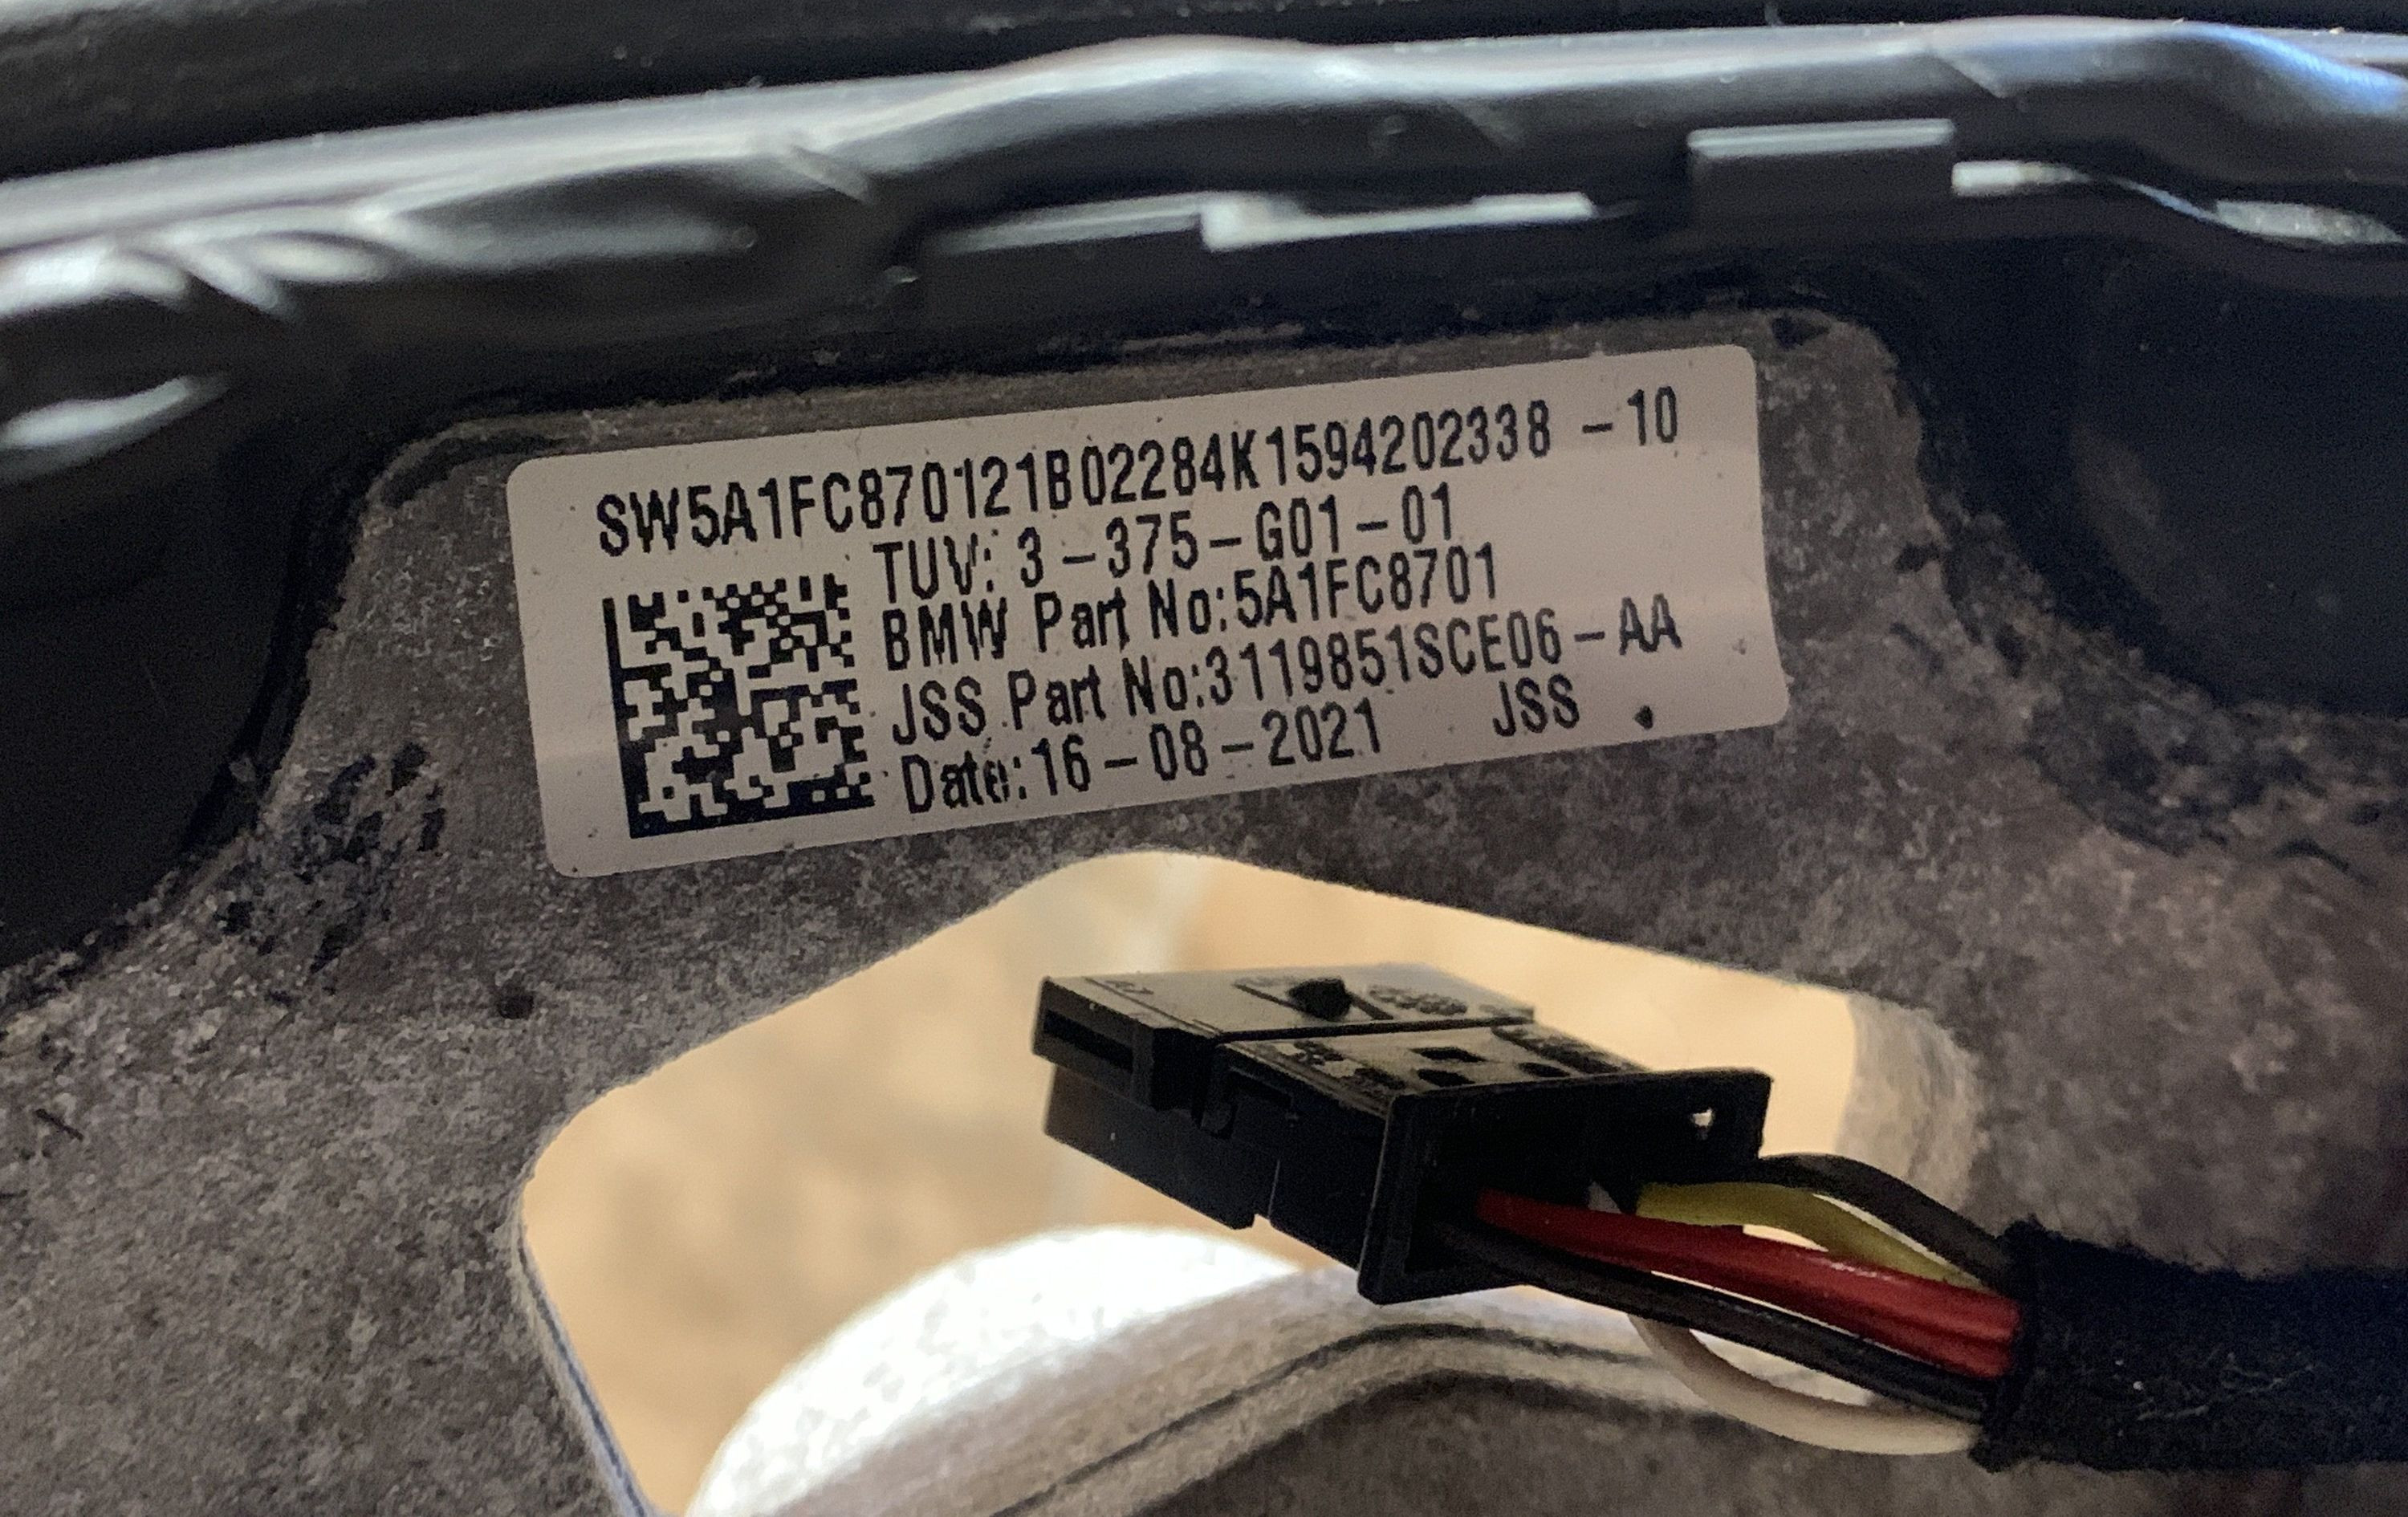 SW5A1FC870121B02284K1594202338 -10
TUV: 3-375-G01-01
BMW Part No:5A1FC8701
JSS Part No:3119851SCE06-AA
Date:16-08-2021 JSS